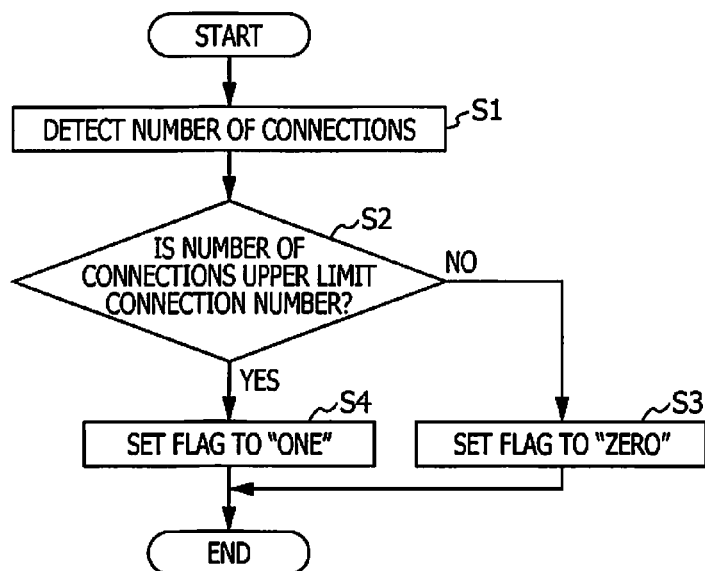 START
DETECT NUMBER OF CONNECTIONS
S1
S2
IS NUMBER OF
CONNECTIONS UPPER LIMIT
CONNECTION NUMBER?
NO
YES
S4
SET FLAG TO "ONE"
S3
SET FLAG TO "ZERO"
END